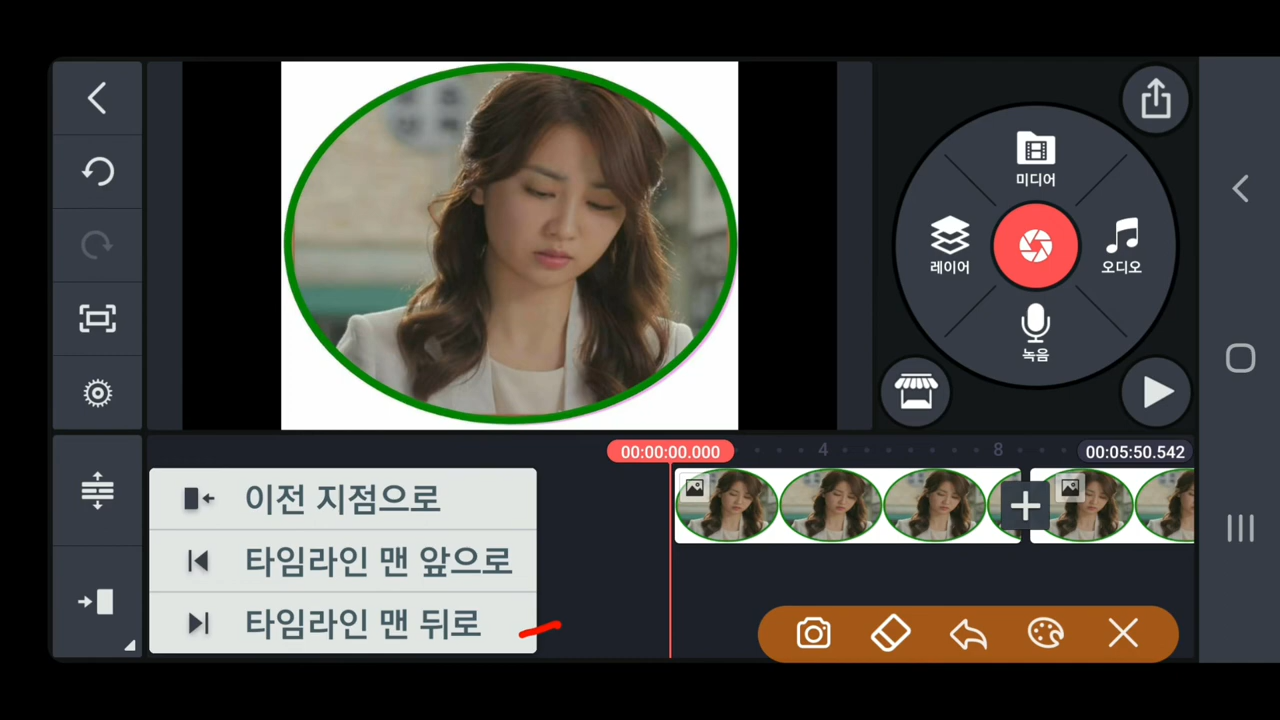 미디어
레이어
오디오
녹음
00:00:00.000
4
8
00:05:50.542
이전 지점으로
타임라인 맨 앞으로
타임라인 맨 뒤로